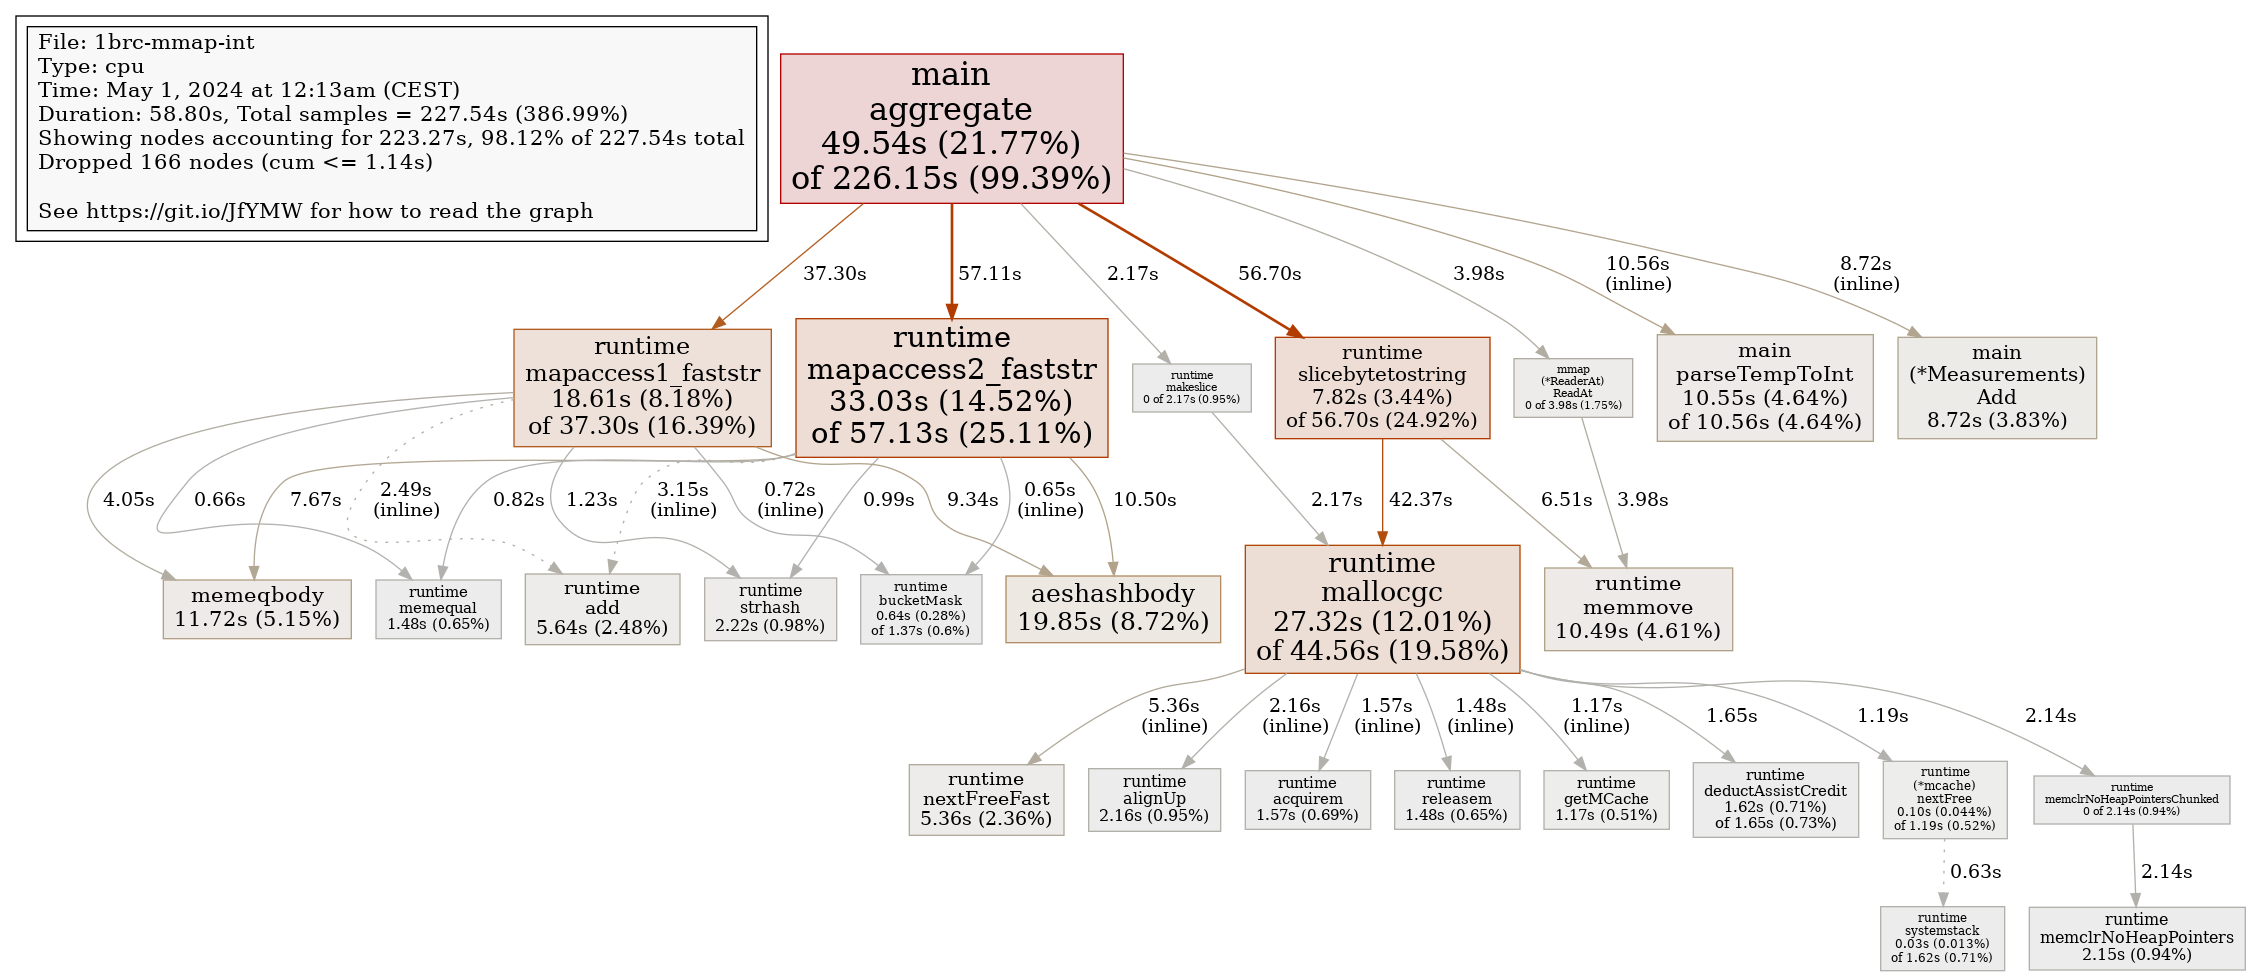 File: 1brc-mmap-int
Type: cpu
Time: May 1, 2024 at 12:13am (CEST)
Duration: 58.80s, Total samples = 227.54s (386.99%)
Showing nodes accounting for 223.27s, 98.12% of 227.54s total
Dropped 166 nodes (cum <= 1.14s)
See https://git.io/JfYMW for how to read the graph
main
aggregate
49.54s (21.77%)
of 226.15s (99.39%)
37.30s
57.11s
2.17s
56.70s
3.98s
10.56s
(inline)
8.72s
(inline)
runtime
mapaccess1_faststr
18.61s (8.18%)
of 37.30s (16.39%)
runtime
mapaccess2_faststr
33.03s (14.52%)
of 57.13s (25.11%)
runtime
makeslice
0 of 2.17s (0.95%)
runtime
slicebytetostring
7.82s (3.44%)
of 56.70s (24.92%)
mmap
(*ReaderAt)
ReadAt
0 of 3.98s (1.75%)
main
parseTempToInt
10.55s (4.64%)
of 10.56s (4.64%)
main
(*Measurements)
Add
8.72s (3.83%)
4.05s
0.66s
7.67s
2.49s
(inline)
0.82s
1.23s
3.15s
(inline)
0.72s
(inline)
0.99s
9.34s
0.65s
(inline)
10.50s
2.17s
42.37s
6.51s
3.98s
memeqbody
11.72s (5.15%)
runtime
memequal
1.48s (0.65%)
runtime
add
5.64s (2.48%)
runtime
strhash
2.22s (0.98%)
runtime
bucketMask
0.64s (0.28%)
of 1.37s (0.6%)
aeshashbody
19.85s (8.72%)
runtime
mallocgc
27.32s (12.01%)
of 44.56s (19.58%)
runtime
memmove
10.49s (4.61%)
5.36s
(inline)
2.16s
(inline)
1.57s
(inline)
1.48s
(inline)
1.17s
(inline)
1.65s
1.19s
2.14s
runtime
nextFreeFast
5.36s (2.36%)
runtime
alignUp
2.16s (0.95%)
runtime
acquirem
1.57s (0.69%)
runtime
releasem
1.48s (0.65%)
runtime
getMCache
1.17s (0.51%)
runtime
deductAssistCredit
1.62s (0.71%)
of 1.65s (0.73%)
runtime
(*mcache)
nextFree
0.10s (0.044%)
of 1.19s (0.52%)
runtime
memclrNoHeapPointersChunked
0 of 2.14s (0.94%)
0.63s
2.14s
runtime
systemstack
0.03s (0.013%)
of 1.62s (0.71%)
runtime
memclrNoHeapPointers
2.15s (0.94%)